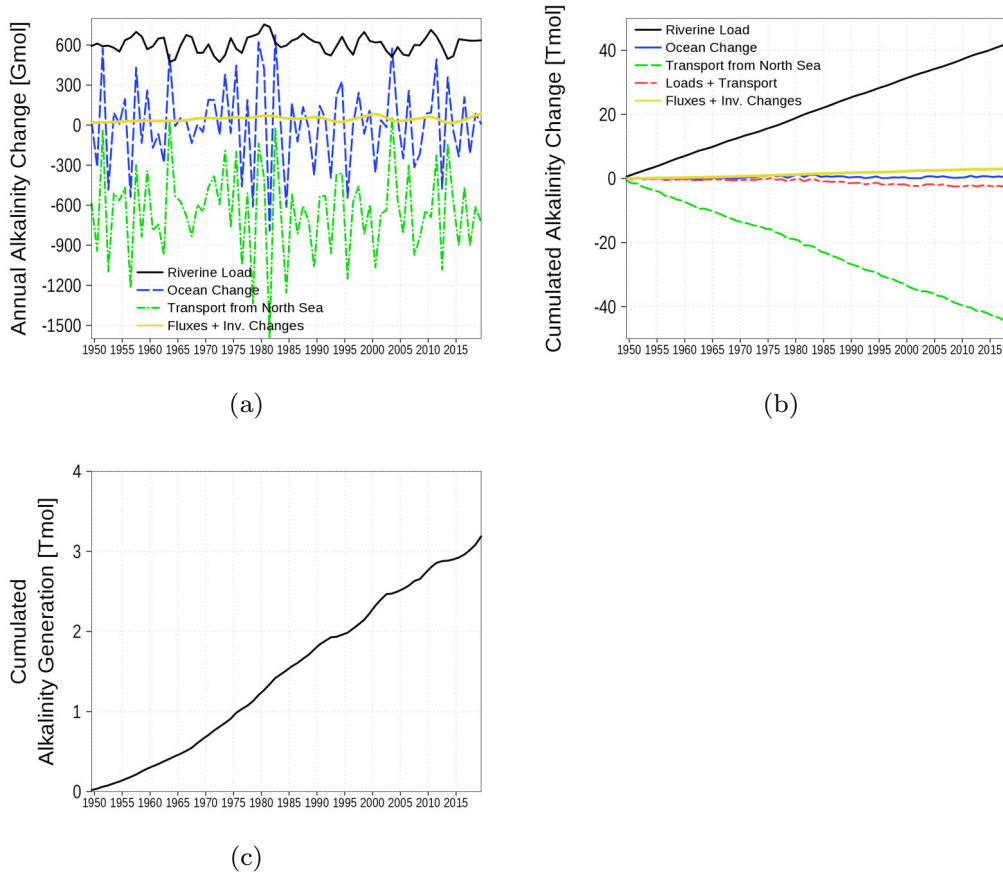 Annual Alkalinity Change [Gmol]
600
300
0
-300
-600
-900
-1200
-1500
Riverine Load
Ocean Change
Transport from North Sea
Fluxes + Inv. Changes
1950 1955 1960 1965 1970 1975 1980 1985 1990 1995 2000 2005 2010 2015
(a)
Cumulated Alkalinity Change [Tmol]
40
20
0
-20
-40
Riverine Load
Ocean Change
Transport from North Sea
Loads + Transport
Fluxes + Inv. Changes
1950 1955 1960 1965 1970 1975 1980 1985 1990 1995 2000 2005 2010 2015
(b)
Cumulated
Alkalinity Generation [Tmol]
4
3
2
1
0
1950 1955 1960 1965 1970 1975 1980 1985 1990 1995 2000 2005 2010 2015
(c)